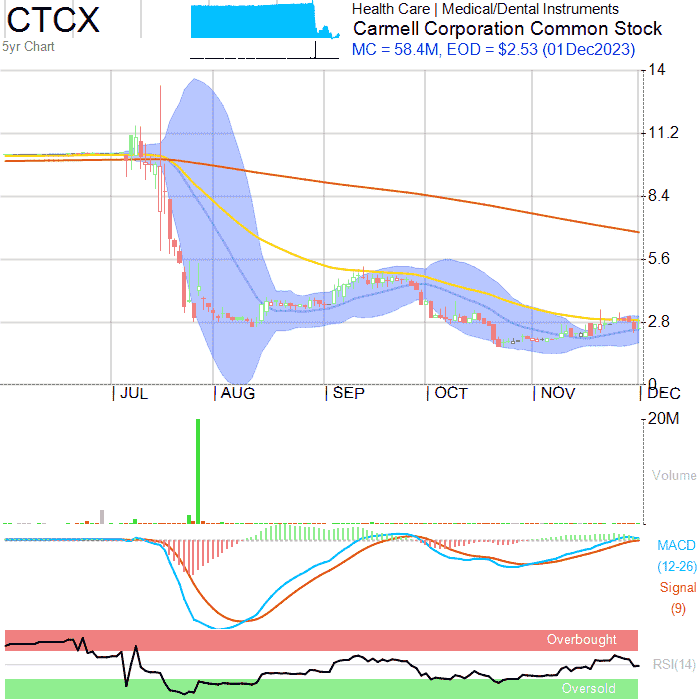 CTCX
5yr Chart
Health Care | Medical/Dental Instruments
Carmell Corporation Common Stock
MC = 58.4M, EOD = $2.53 (01Dec2023)
14
11.2
8.4
5.6
2.8
0
| JUL | AUG | SEP | OCT | NOV | DEC
20M
Volume
MACD
(12-26)
Signal
(9)
Overbought
RSI(14)
Oversold